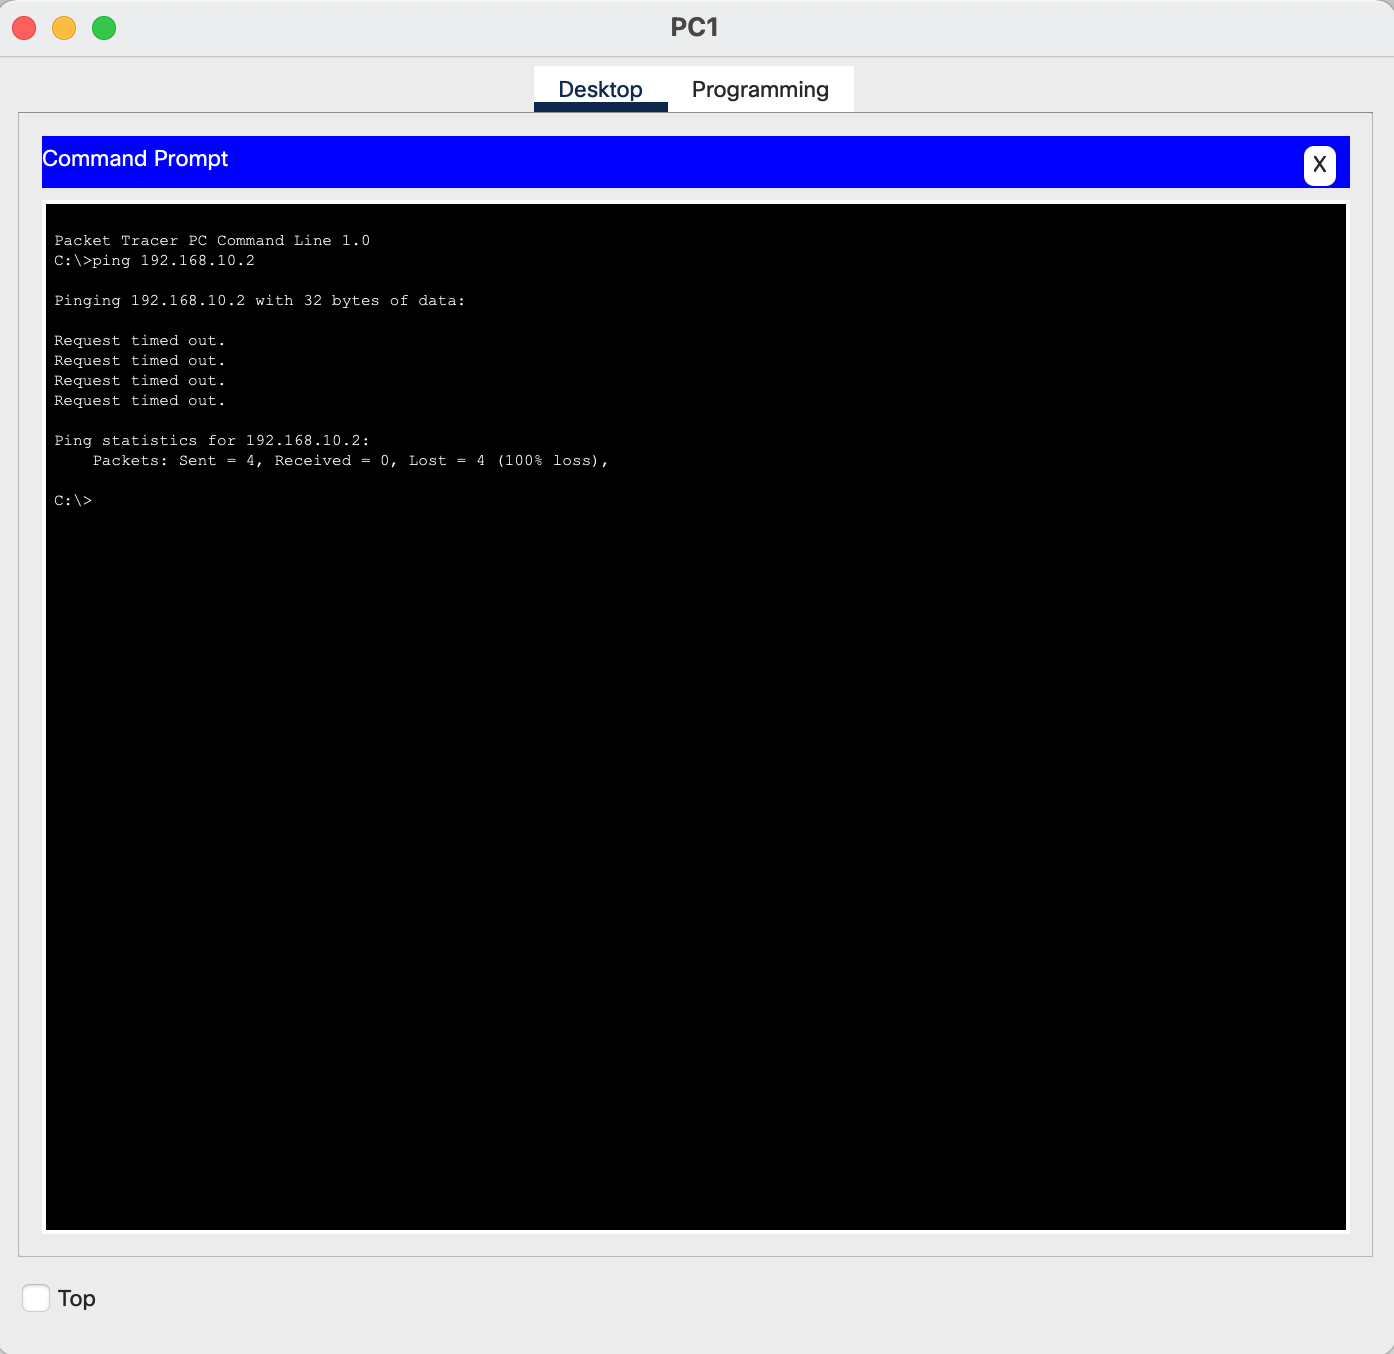 PC1
Desktop Programming
Command Prompt
X
Packet Tracer PC Command Line 1.0
C:\>ping 192.168.10.2
Pinging 192.168.10.2 with 32 bytes of data:
Request timed out.
Request timed out.
Request timed out.
Request timed out.
Ping statistics for 192.168.10.2:
    Packets: Sent = 4, Received = 0, Lost = 4 (100% loss),
C:\>
Top